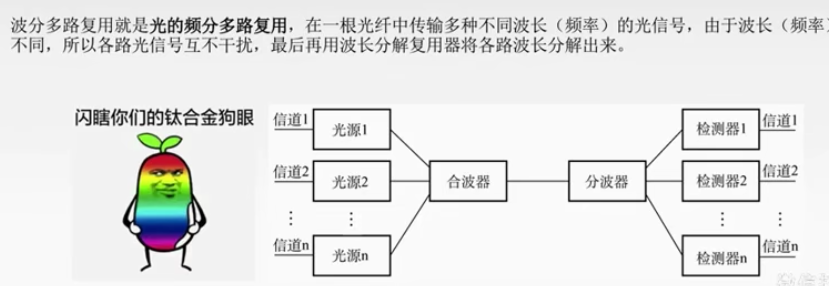 波分多路复用就是光的频分多路复用，在一根光纤中传输多种不同波长（频率）的光信号，由于波长（频率）
不同，所以各路光信号互不干扰，最后再用波长分解复用器将各路波长分解出来。
闪瞎你们的钛合金狗眼
信道1 光源1 检测器1 信道1
信道2 光源2 合波器 分波器 检测器2 信道2
⋮ ⋮ ⋮ ⋮
信道n 光源n 检测器n 信道n